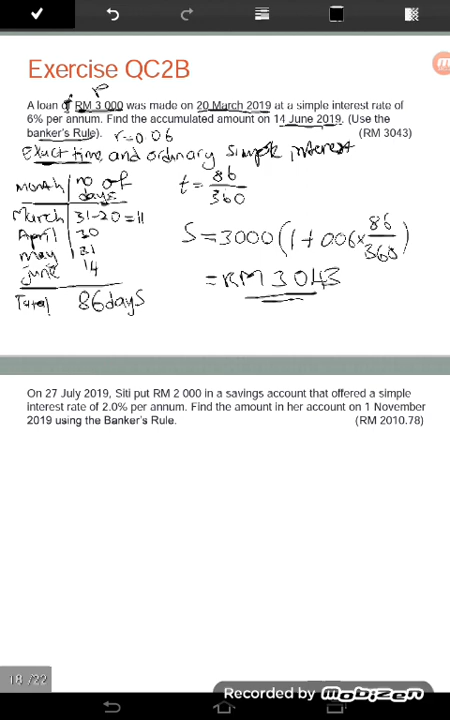 Exercise QC2B
P
A loan of RM 3 000 was made on 20 March 2019 at a simple interest rate of
6% per annum. Find the accumulated amount on 14 June 2019. (Use the
banker's Rule). r=0.06 (RM 3043)
Exact time and ordinary simple interest
month no of days
March 31-20=11
April 30
may 31
june 14
Total 86days
t = 86/360
S = 3000 (1 + 006 × 86/360)
= RM 3043
On 27 July 2019, Siti put RM 2 000 in a savings account that offered a simple
interest rate of 2.0% per annum. Find the amount in her account on 1 November
2019 using the Banker's Rule. (RM 2010.78)
18 /22
Recorded by Mobizen